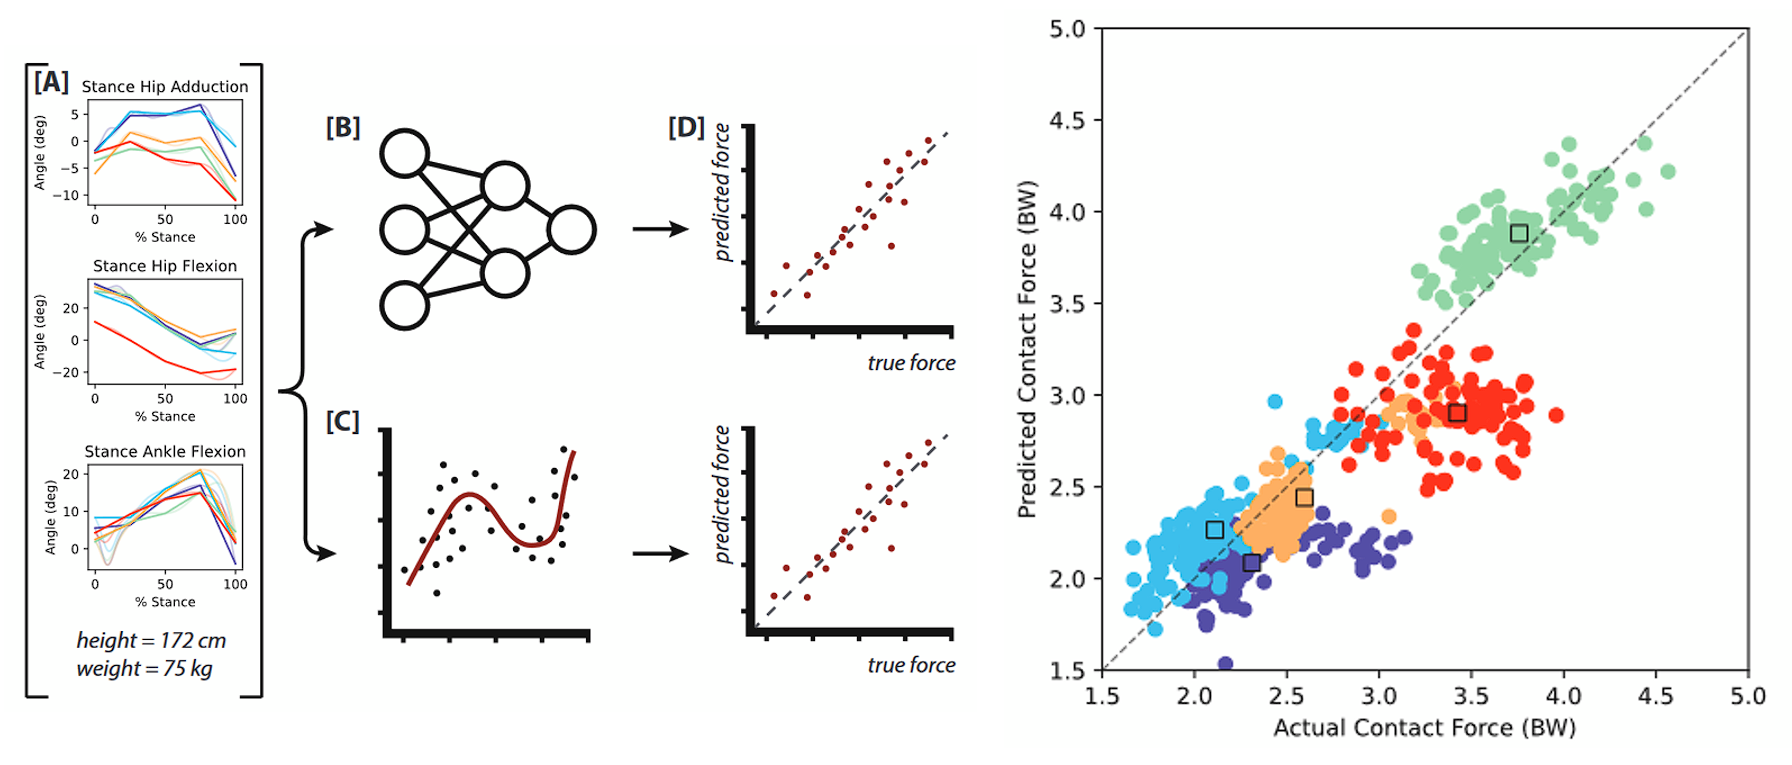 [A]
Stance Hip Adduction
Angle (deg)
5
0
−5
−10
0 50 100
% Stance
Stance Hip Flexion
Angle (deg)
20
0
−20
0 50 100
% Stance
Stance Ankle Flexion
Angle (deg)
20
10
0
0 50 100
% Stance
height = 172 cm
weight = 75 kg
[B]
[C]
[D]
predicted force
true force
predicted force
true force
Predicted Contact Force (BW)
5.0
4.5
4.0
3.5
3.0
2.5
2.0
1.5
1.5 2.0 2.5 3.0 3.5 4.0 4.5 5.0
Actual Contact Force (BW)